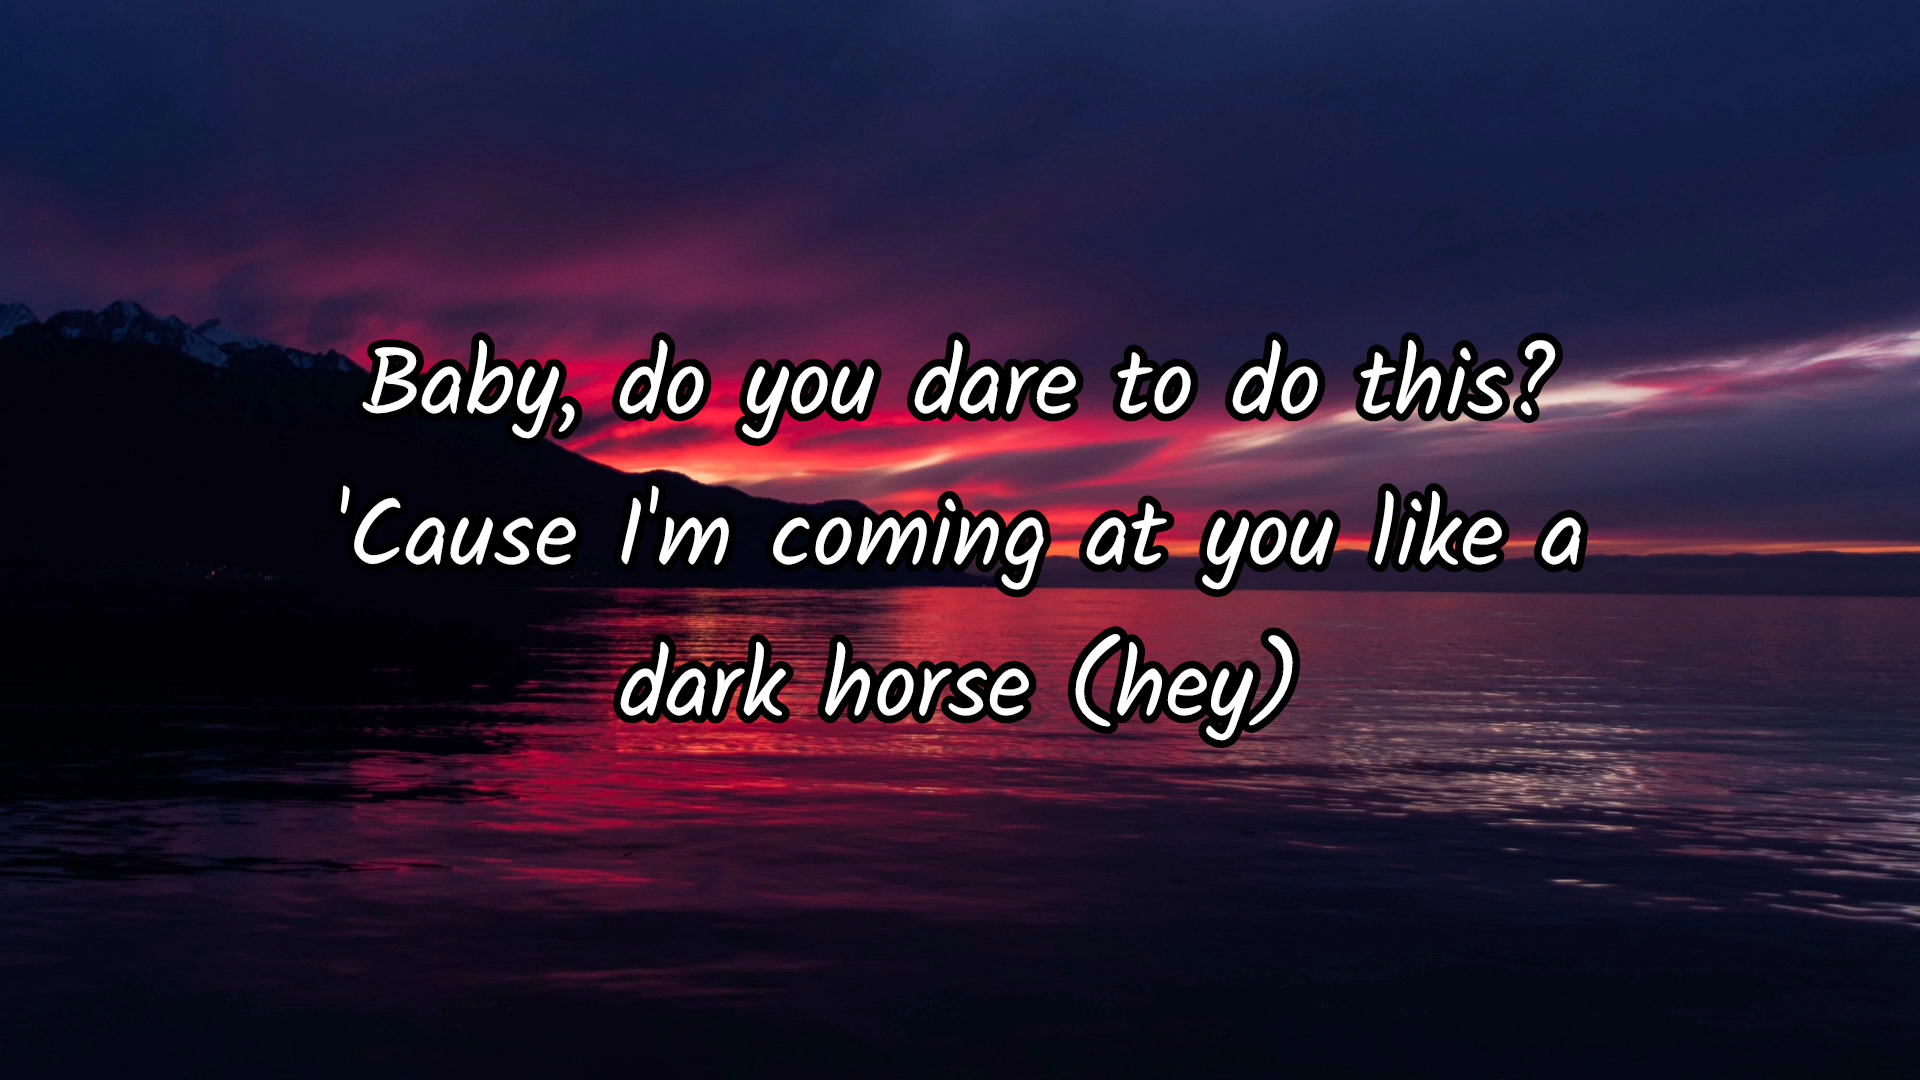 Baby, do you dare to do this?
'Cause I'm coming at you like a
dark horse (hey)